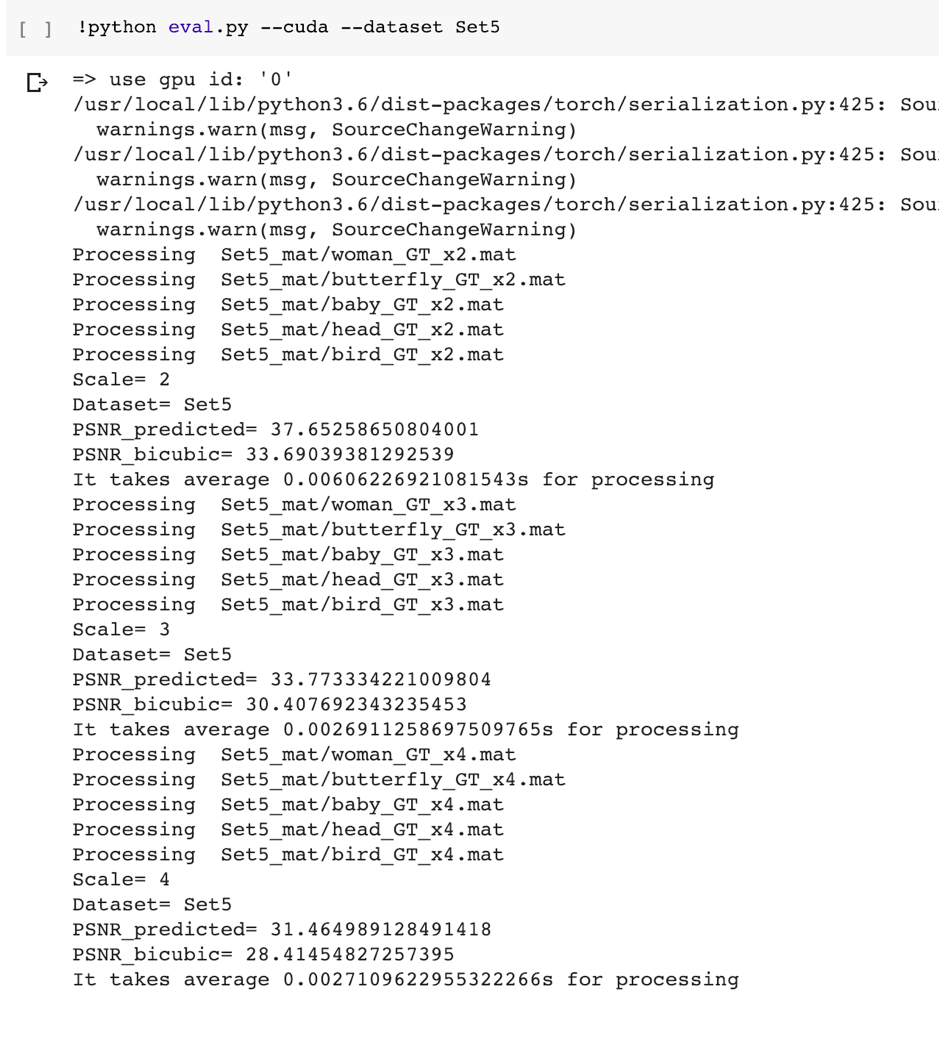 [ ] !python eval.py --cuda --dataset Set5
=> use gpu id: '0'
/usr/local/lib/python3.6/dist-packages/torch/serialization.py:425:
warnings.warn(msg, SourceChangeWarning)
/usr/local/lib/python3.6/dist-packages/torch/serialization.py:425:
warnings.warn(msg, SourceChangeWarning)
/usr/local/lib/python3.6/dist-packages/torch/serialization.py:425:
warnings.warn(msg, SourceChangeWarning)
Processing  Set5_mat/woman_GT_x2.mat
Processing  Set5_mat/butterfly_GT_x2.mat
Processing  Set5_mat/baby_GT_x2.mat
Processing  Set5_mat/head_GT_x2.mat
Processing  Set5_mat/bird_GT_x2.mat
Scale= 2
Dataset= Set5
PSNR_predicted= 37.65258650804001
PSNR_bicubic= 33.69039381292539
It takes average 0.00606226921081543s for processing
Processing  Set5_mat/woman_GT_x3.mat
Processing  Set5_mat/butterfly_GT_x3.mat
Processing  Set5_mat/baby_GT_x3.mat
Processing  Set5_mat/head_GT_x3.mat
Processing  Set5_mat/bird_GT_x3.mat
Scale= 3
Dataset= Set5
PSNR_predicted= 33.773334221009804
PSNR_bicubic= 30.407692343235453
It takes average 0.0026911258697509765s for processing
Processing  Set5_mat/woman_GT_x4.mat
Processing  Set5_mat/butterfly_GT_x4.mat
Processing  Set5_mat/baby_GT_x4.mat
Processing  Set5_mat/head_GT_x4.mat
Processing  Set5_mat/bird_GT_x4.mat
Scale= 4
Dataset= Set5
PSNR_predicted= 31.464989128491418
PSNR_bicubic= 28.41454827257395
It takes average 0.0027109622955322266s for processing